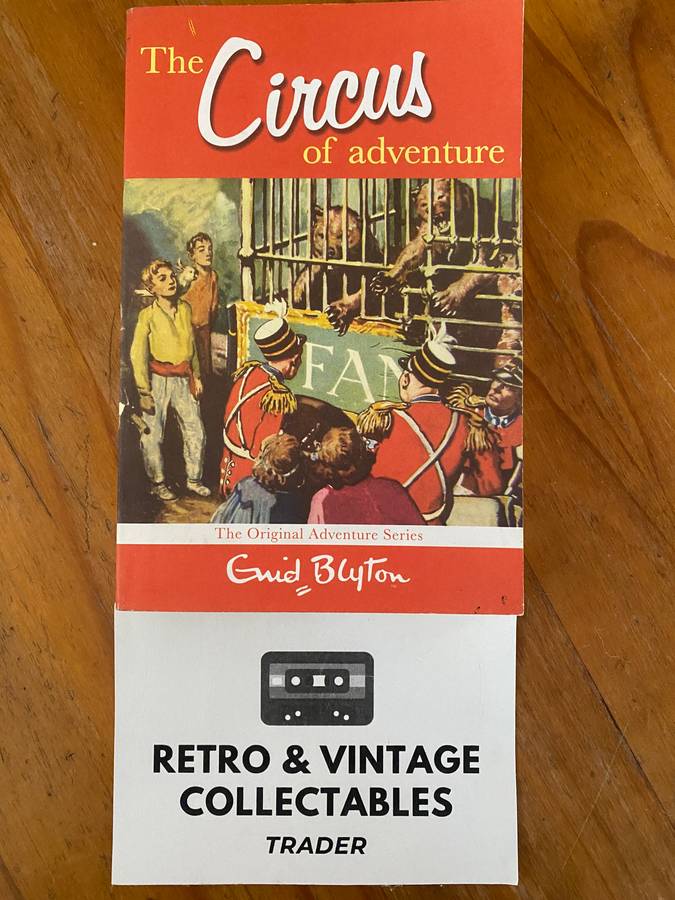 The Circus
of adventure
FAN
The Original Adventure Series
Enid Blyton
RETRO & VINTAGE
COLLECTABLES
TRADER